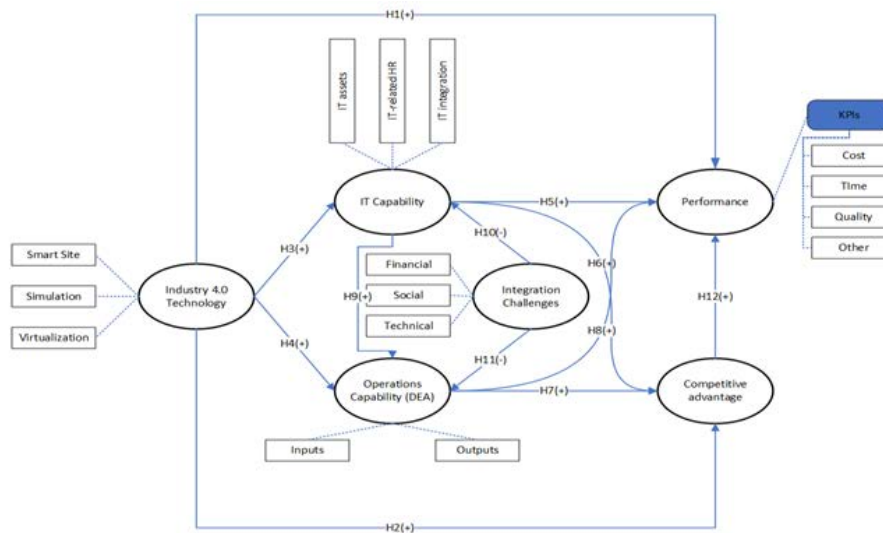 H1(+)
IT assets
IT-related HR
IT integration
KPIs
Cost
Time
Quality
Other
IT Capability
H5(+)
Performance
H10(-)
H3(+)
H6(+)
Smart Site
Simulation
Virtualization
Industry 4.0
Technology
H9(+)
Financial
Social
Technical
Integration
Challenges
H12(+)
H8(+)
H4(+)
H11(-)
Operations
Capability (DEA)
H7(+)
Competitive
advantage
Inputs
Outputs
H2(+)